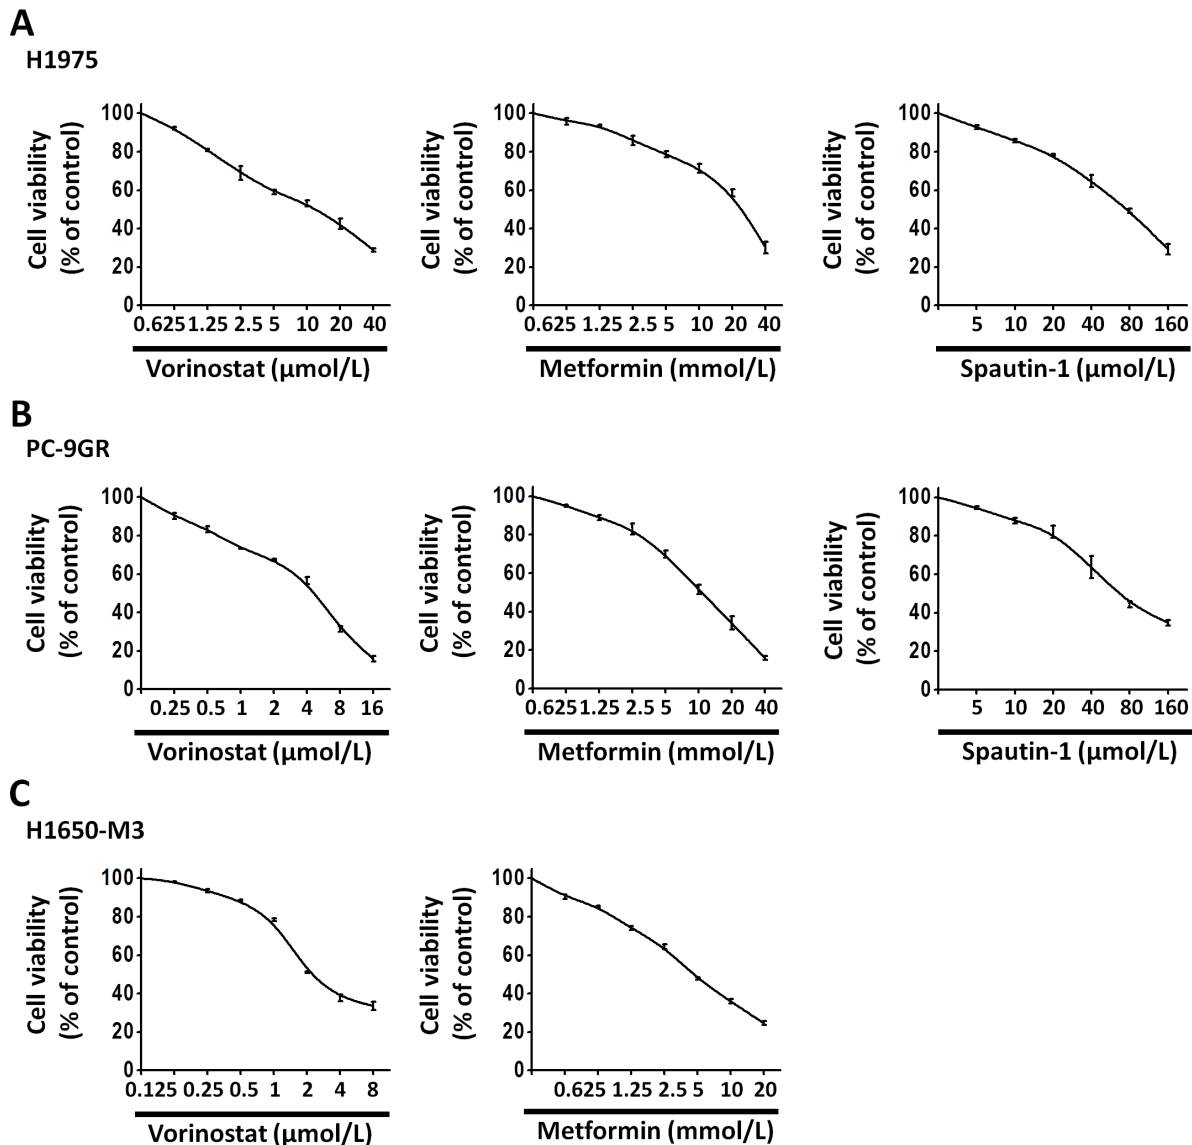 A
H1975
Cell viability
(% of control)
100
80
60
40
20
0
0.625 1.25 2.5 5 10 20 40
Vorinostat (μmol/L)
Cell viability
(% of control)
100
80
60
40
20
0
0.625 1.25 2.5 5 10 20 40
Metformin (mmol/L)
Cell viability
(% of control)
100
80
60
40
20
0
5 10 20 40 80 160
Spautin-1 (μmol/L)
B
PC-9GR
Cell viability
(% of control)
100
80
60
40
20
0
0.25 0.5 1 2 4 8 16
Vorinostat (μmol/L)
Cell viability
(% of control)
100
80
60
40
20
0
0.625 1.25 2.5 5 10 20 40
Metformin (mmol/L)
Cell viability
(% of control)
100
80
60
40
20
0
5 10 20 40 80 160
Spautin-1 (μmol/L)
C
H1650-M3
Cell viability
(% of control)
100
80
60
40
20
0
0.125 0.25 0.5 1 2 4 8
Vorinostat (μmol/L)
Cell viability
(% of control)
100
80
60
40
20
0
0.625 1.25 2.5 5 10 20
Metformin (mmol/L)